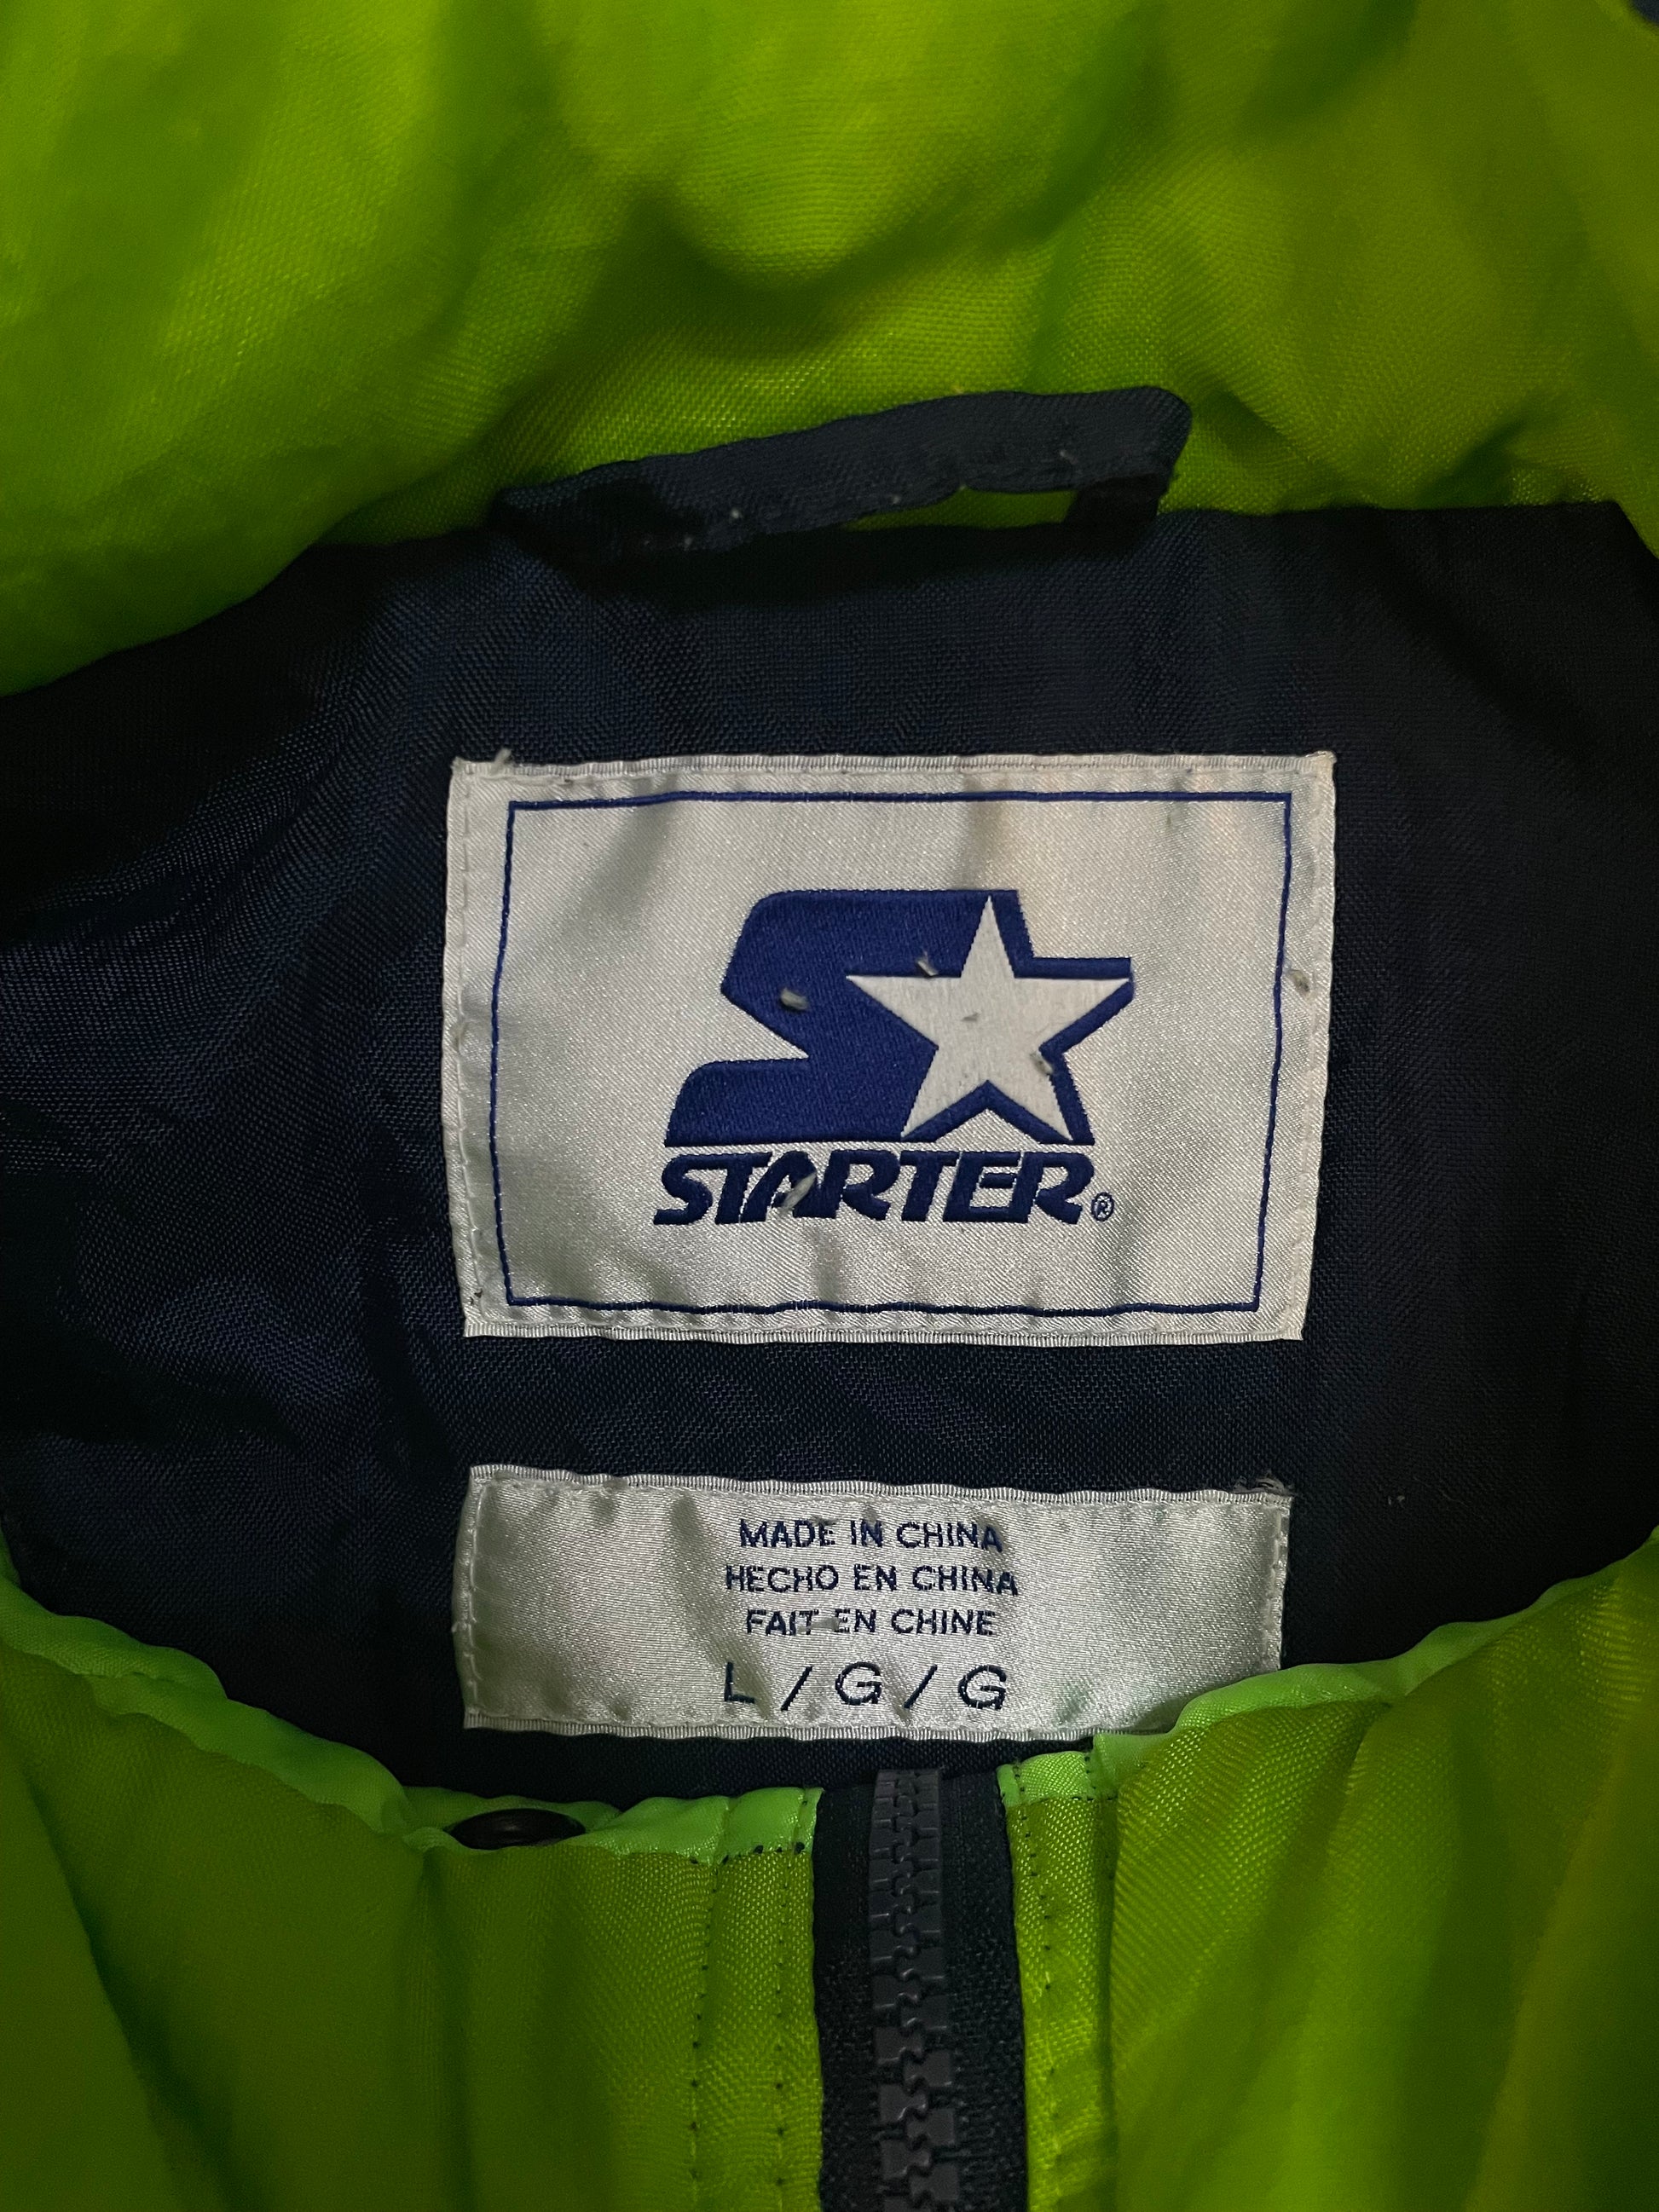 STARTER®
MADE IN CHINA
HECHO EN CHINA
FAIT EN CHINE
L / G / G